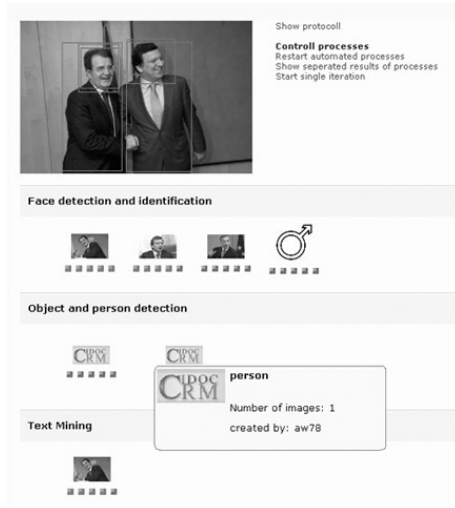 Show protocoll
Controll processes
Restart automated processes
Show seperated results of processes
Start single iteration
Face detection and identification
Object and person detection
CIDOC
CRM
CIDOC
CRM
CIDOC
CRM
person
Number of images: 1
created by: aw78
Text Mining